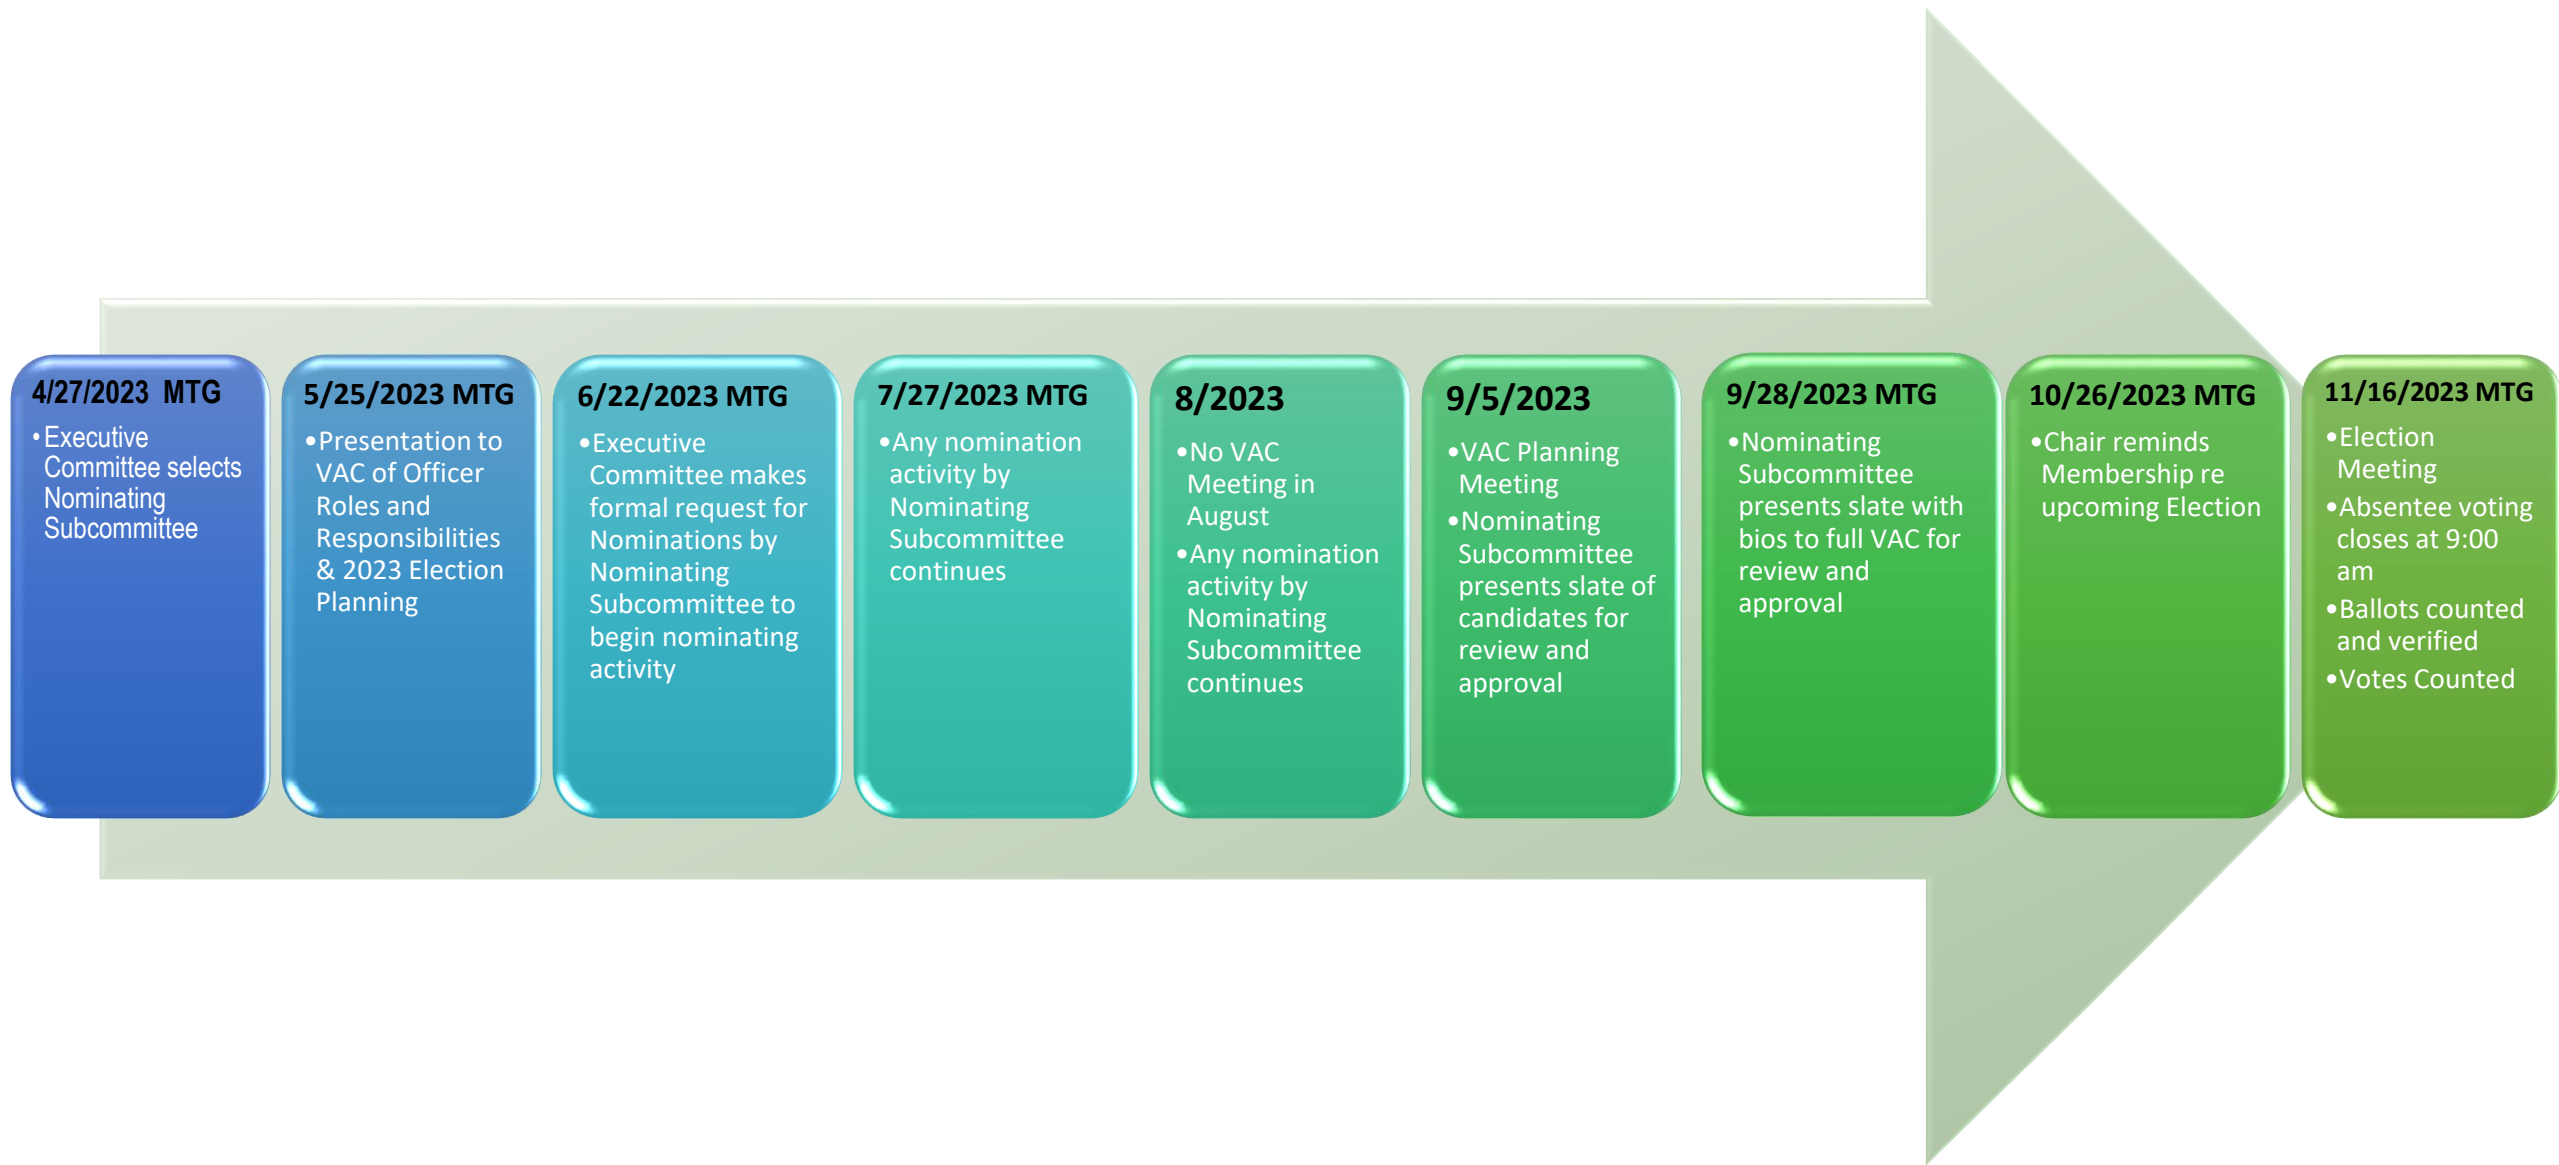 4/27/2023  MTG
•Executive
Committee selects
Nominating
Subcommittee
5/25/2023 MTG
•Presentation to
VAC of Officer
Roles and
Responsibilities
& 2023 Election
Planning
6/22/2023 MTG
•Executive
Committee makes
formal request for
Nominations by
Nominating
Subcommittee to
begin nominating
activity
7/27/2023 MTG
•Any nomination
activity by
Nominating
Subcommittee
continues
8/2023
•No VAC
Meeting in
August
•Any nomination
activity by
Nominating
Subcommittee
continues
9/5/2023
•VAC Planning
Meeting
•Nominating
Subcommittee
presents slate of
candidates for
review and
approval
9/28/2023 MTG
•Nominating
Subcommittee
presents slate with
bios to full VAC for
review and
approval
10/26/2023 MTG
•Chair reminds
Membership re
upcoming Election
11/16/2023 MTG
•Election
Meeting
•Absentee voting
closes at 9:00
am
•Ballots counted
and verified
•Votes Counted